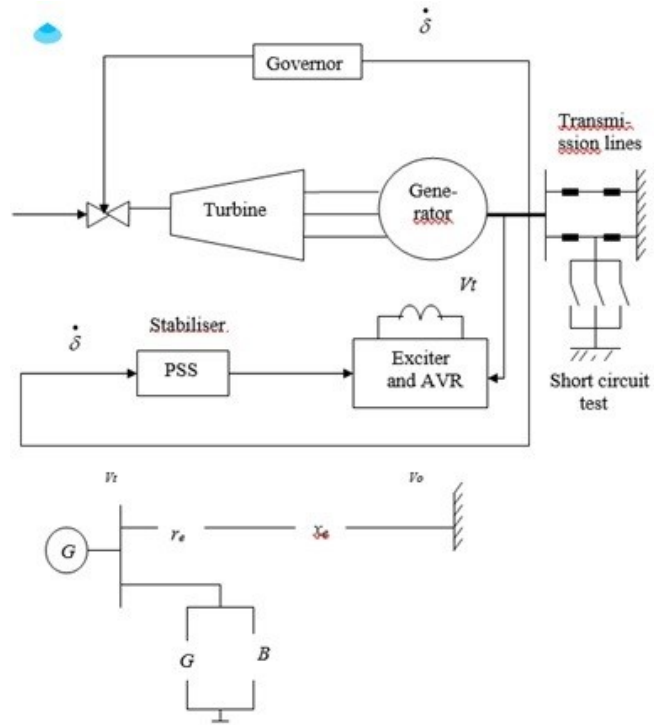 δ̇
Governor
Transmi-
ssion lines
Gene-
rator
Turbine
Vt
Stabiliser.
δ̇
PSS
Exciter
and AVR
Short circuit
test
Vt
Vo
G
re
xe
G
B